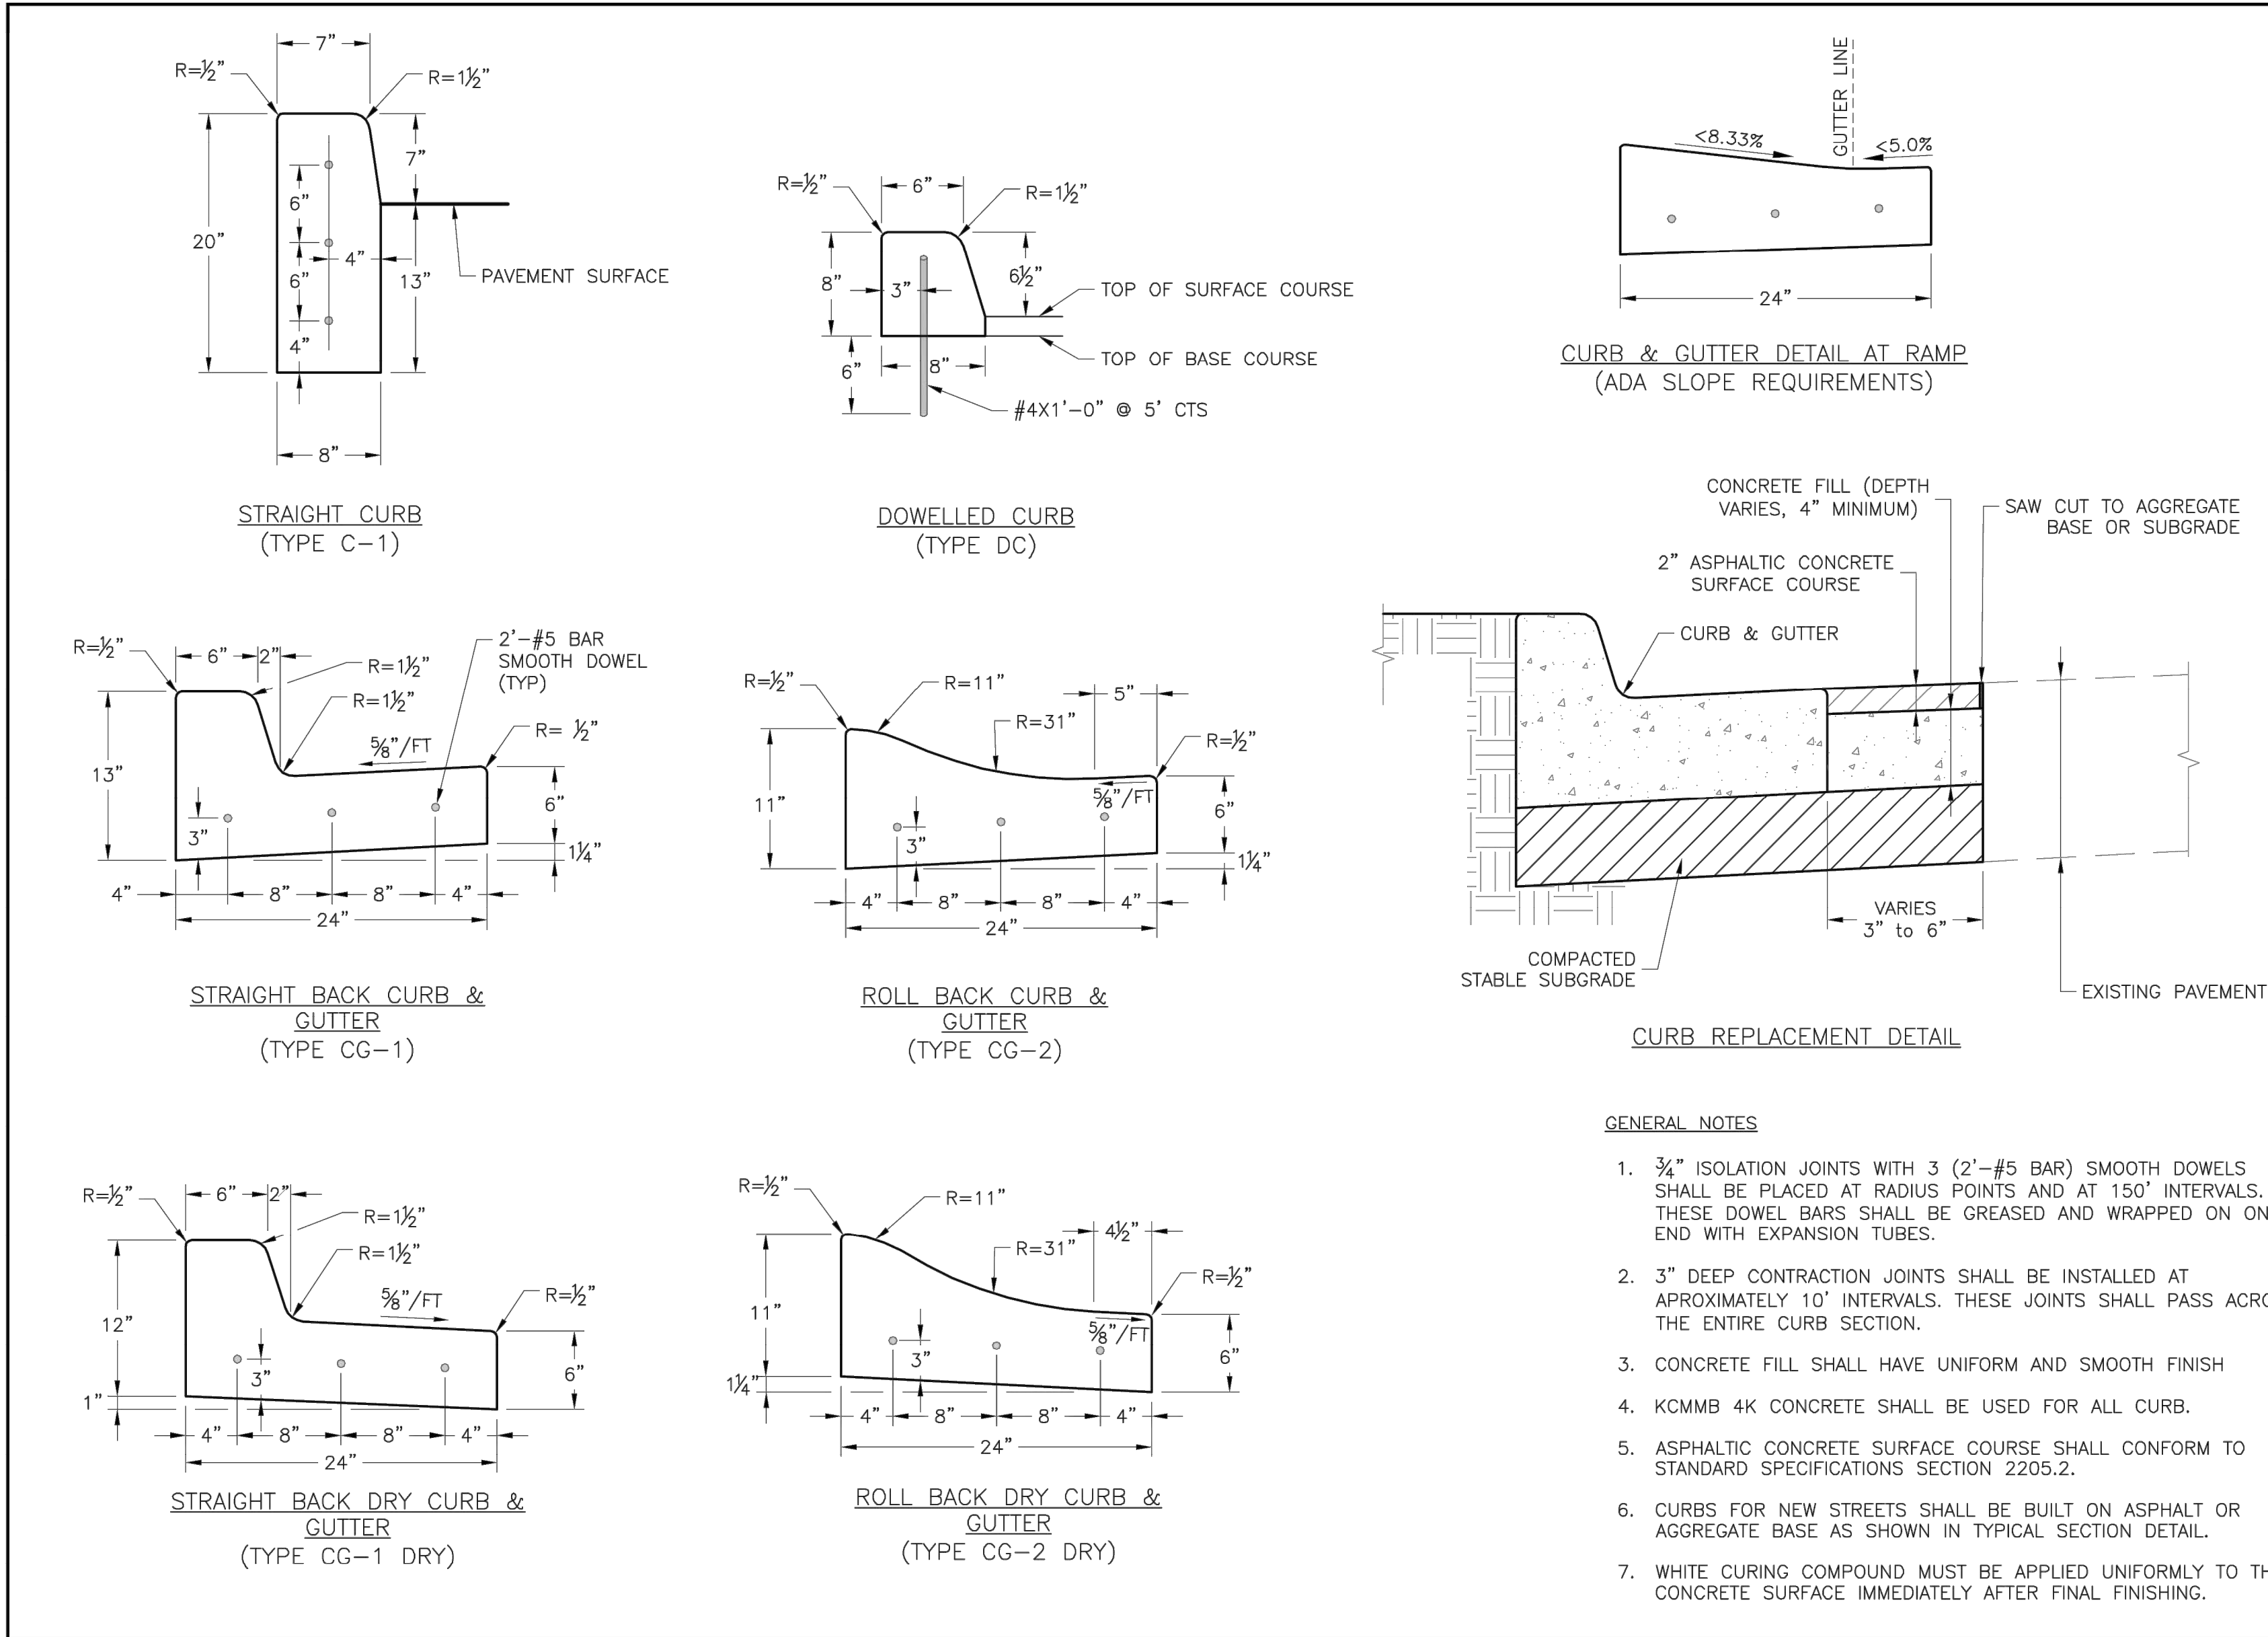 7"
R=½"
R=1½"
20"
7"
6"
6"
4"
4"
13"
PAVEMENT SURFACE
8"
STRAIGHT CURB
(TYPE C-1)
R=½"
6"
R=1½"
8"
3"
6½"
TOP OF SURFACE COURSE
TOP OF BASE COURSE
6"
8"
#4X1'-0" @ 5' CTS
DOWELLED CURB
(TYPE DC)
GUTTER LINE
<8.33%
<5.0%
24"
CURB & GUTTER DETAIL AT RAMP
(ADA SLOPE REQUIREMENTS)
R=½"
6"
2"
R=1½"
R=1½"
2'-#5 BAR
SMOOTH DOWEL
(TYP)
R= ½"
⅝"/FT
13"
3"
6"
1¼"
4"
8"
8"
4"
24"
STRAIGHT BACK CURB &
GUTTER
(TYPE CG-1)
R=½"
R=11"
R=31"
5"
R=½"
⅝"/FT
11"
3"
6"
1¼"
4"
8"
8"
4"
24"
ROLL BACK CURB &
GUTTER
(TYPE CG-2)
CONCRETE FILL (DEPTH
VARIES, 4" MINIMUM)
SAW CUT TO AGGREGATE
BASE OR SUBGRADE
2" ASPHALTIC CONCRETE
SURFACE COURSE
CURB & GUTTER
VARIES
3" to 6"
COMPACTED
STABLE SUBGRADE
EXISTING PAVEMENT
CURB REPLACEMENT DETAIL
R=½"
6"
2"
R=1½"
R=1½"
⅝"/FT
R=½"
12"
3"
1"
6"
4"
8"
8"
4"
24"
STRAIGHT BACK DRY CURB &
GUTTER
(TYPE CG-1 DRY)
R=½"
R=11"
R=31"
4½"
R=½"
⅝"/FT
11"
3"
1¼"
6"
4"
8"
8"
4"
24"
ROLL BACK DRY CURB &
GUTTER
(TYPE CG-2 DRY)
GENERAL NOTES
1. ¾" ISOLATION JOINTS WITH 3 (2'-#5 BAR) SMOOTH DOWELS
SHALL BE PLACED AT RADIUS POINTS AND AT 150' INTERVALS.
THESE DOWEL BARS SHALL BE GREASED AND WRAPPED ON
END WITH EXPANSION TUBES.
2. 3" DEEP CONTRACTION JOINTS SHALL BE INSTALLED AT
APROXIMATELY 10' INTERVALS. THESE JOINTS SHALL PASS
THE ENTIRE CURB SECTION.
3. CONCRETE FILL SHALL HAVE UNIFORM AND SMOOTH FINISH
4. KCMMB 4K CONCRETE SHALL BE USED FOR ALL CURB.
5. ASPHALTIC CONCRETE SURFACE COURSE SHALL CONFORM TO
STANDARD SPECIFICATIONS SECTION 2205.2.
6. CURBS FOR NEW STREETS SHALL BE BUILT ON ASPHALT OR
AGGREGATE BASE AS SHOWN IN TYPICAL SECTION DETAIL.
7. WHITE CURING COMPOUND MUST BE APPLIED UNIFORMLY TO
CONCRETE SURFACE IMMEDIATELY AFTER FINAL FINISHING.